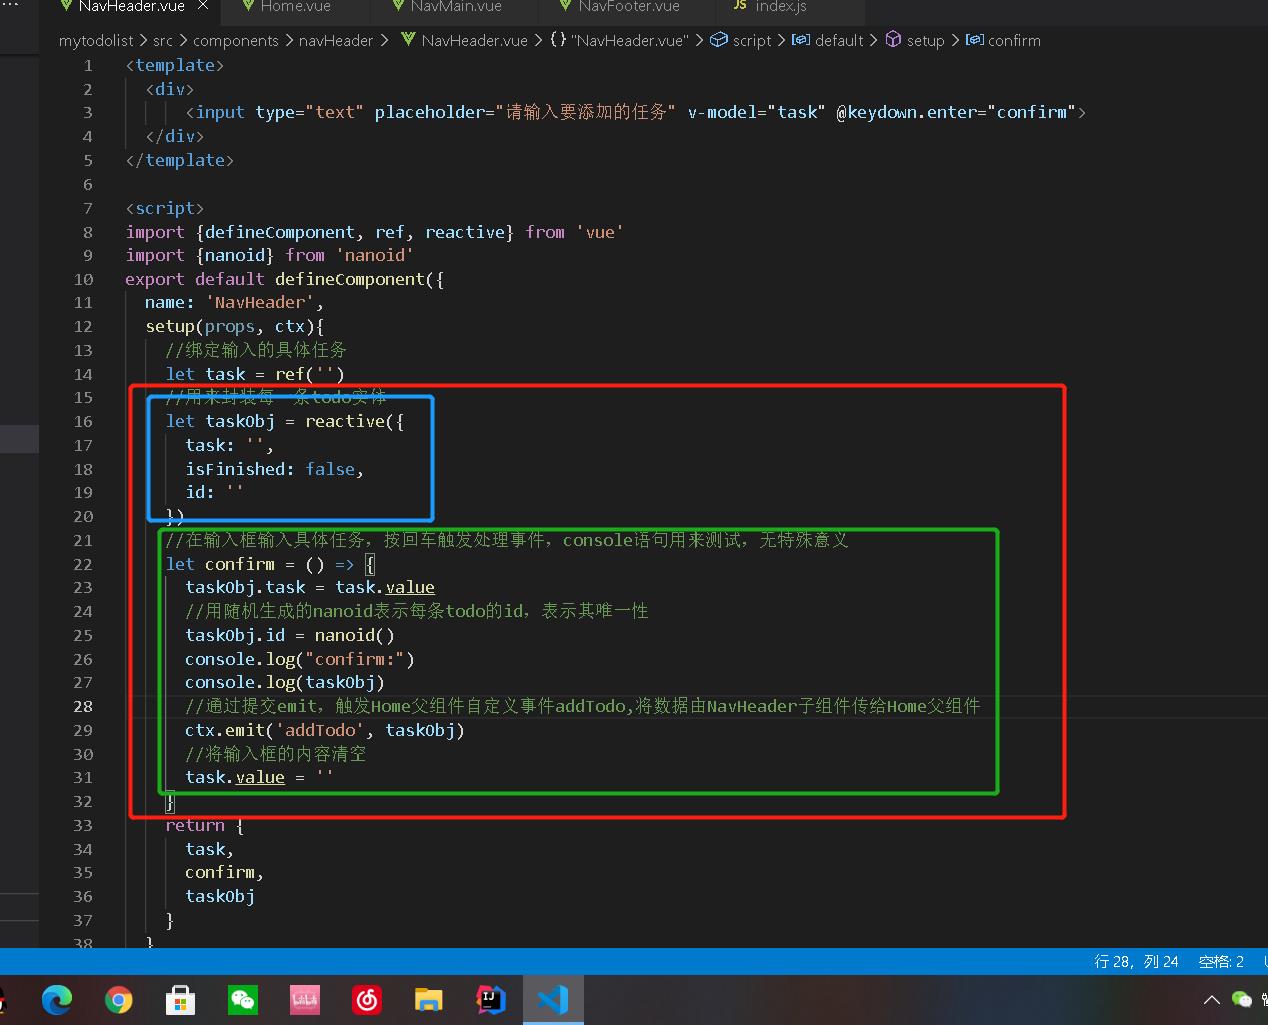 NavHeader.vue
Home.vue
NavMain.vue
NavFooter.vue
JS index.js
mytodolist > src > components > navHeader > NavHeader.vue > {} "NavHeader.vue" > script > default > setup > confirm
1 <template>
2 <div>
3 <input type="text" placeholder="请输入要添加的任务" v-model="task" @keydown.enter="confirm">
4 </div>
5 </template>
6
7 <script>
8 import {defineComponent, ref, reactive} from 'vue'
9 import {nanoid} from 'nanoid'
10 export default defineComponent({
11 name: 'NavHeader',
12 setup(props, ctx){
13 //绑定输入的具体任务
14 let task = ref('')
15 //用来封装每一条todo实体
16 let taskObj = reactive({
17 task: '',
18 isFinished: false,
19 id: ''
20 })
21 //在输入框输入具体任务，按回车触发处理事件，console语句用来测试，无特殊意义
22 let confirm = () => {
23 taskObj.task = task.value
24 //用随机生成的nanoid表示每条todo的id，表示其唯一性
25 taskObj.id = nanoid()
26 console.log("confirm:")
27 console.log(taskObj)
28 //通过提交emit，触发Home父组件自定义事件addTodo,将数据由NavHeader子组件传给Home父组件
29 ctx.emit('addTodo', taskObj)
30 //将输入框的内容清空
31 task.value = ''
32 }
33 return {
34 task,
35 confirm,
36 taskObj
37 }
38 }
行 28，列 24 空格: 2
IJ